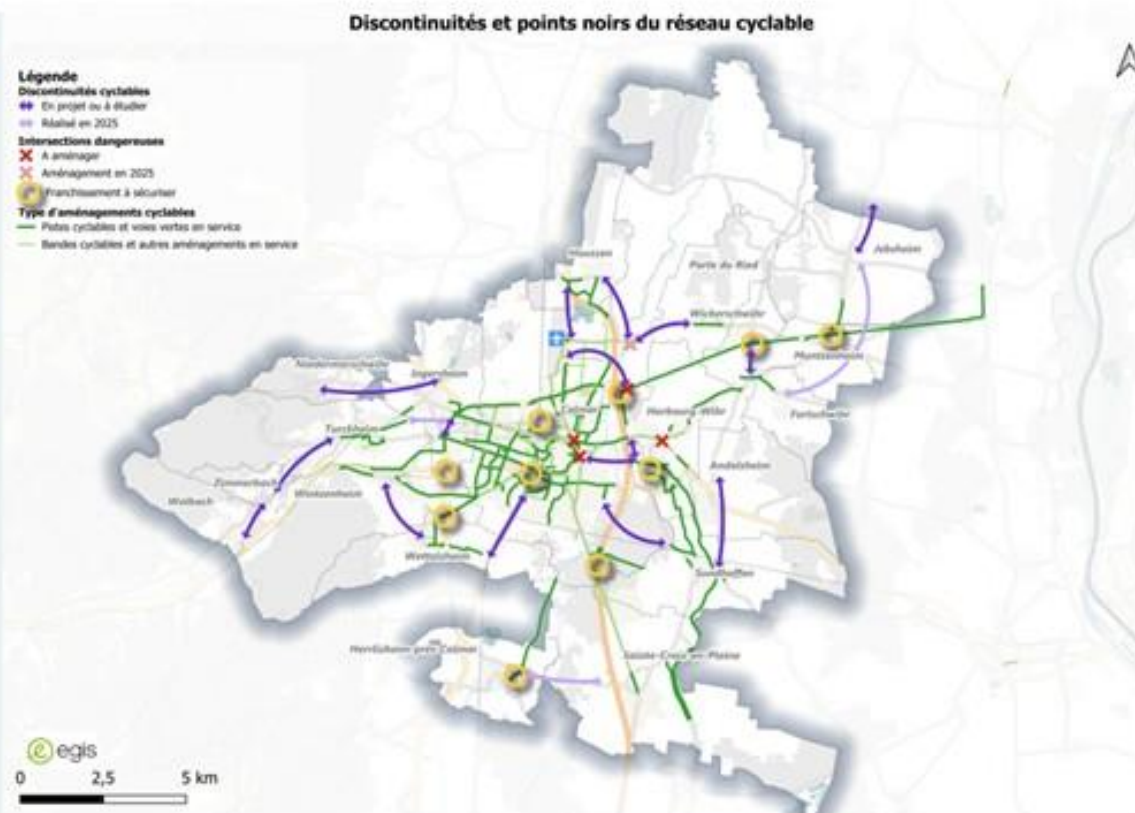 Discontinuités et points noirs du réseau cyclable
Légende
Discontinuités cyclables
En projet ou à étudier
Réalisé en 2025
Intersections dangereuses
A aménager
Aménagement en 2025
Franchissement à sécuriser
Type d'aménagements cyclables
Pistes cyclables et voies vertes en service
Bandes cyclables et autres aménagements en service
Jebsheim
Houssen
Porte du Ried
Wickerschwihr
Muntzenheim
Niedermorschwihr
Ingersheim
Colmar
Horbourg-Wihr
Fortschwihr
Turckheim
Andolsheim
Zimmerbach
Walbach
Wintzenheim
Wettolsheim
Sundhoffen
Herrlisheim-près-Colmar
Sainte-Croix-en-Plaine
egis
0 2,5 5 km